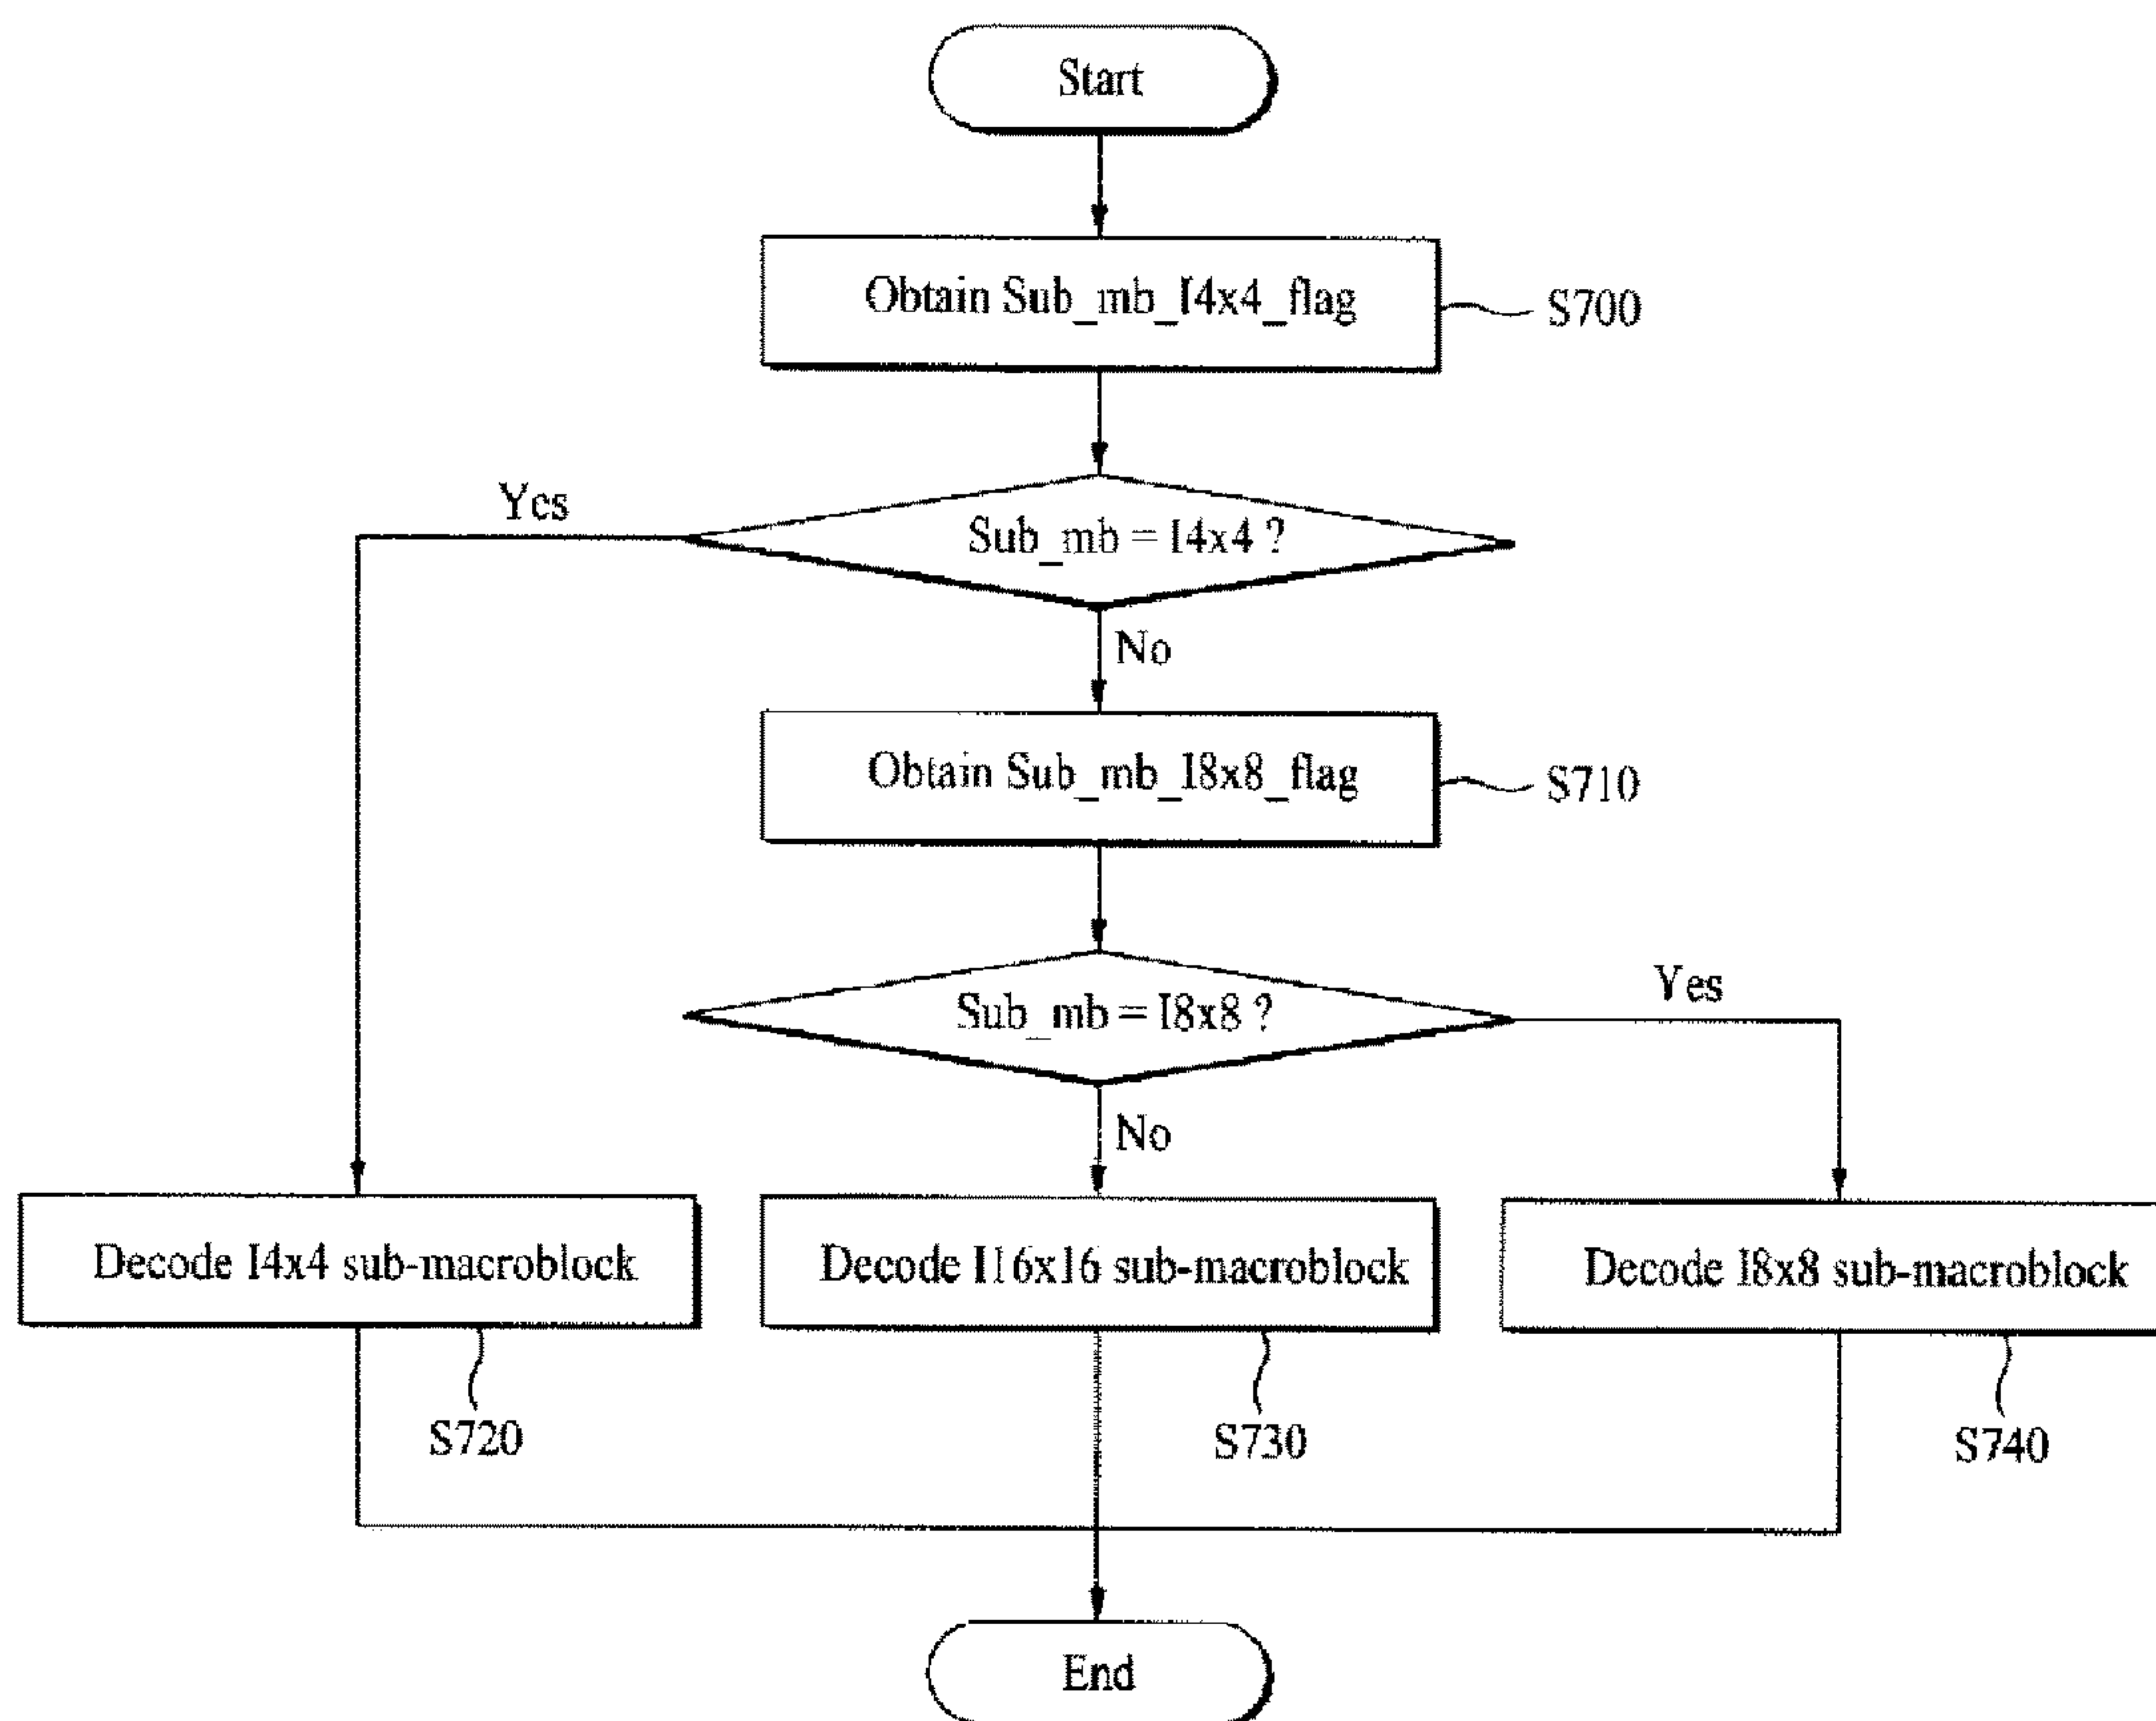 Start
Obtain Sub_mb_I4x4_flag
S700
Yes
Sub_mb = I4x4 ?
No
Obtain Sub_mb_I8x8_flag
S710
Sub_mb = I8x8 ?
Yes
No
Decode I4x4 sub-macroblock
Decode I16x16 sub-macroblock
Decode I8x8 sub-macroblock
S720
S730
S740
End